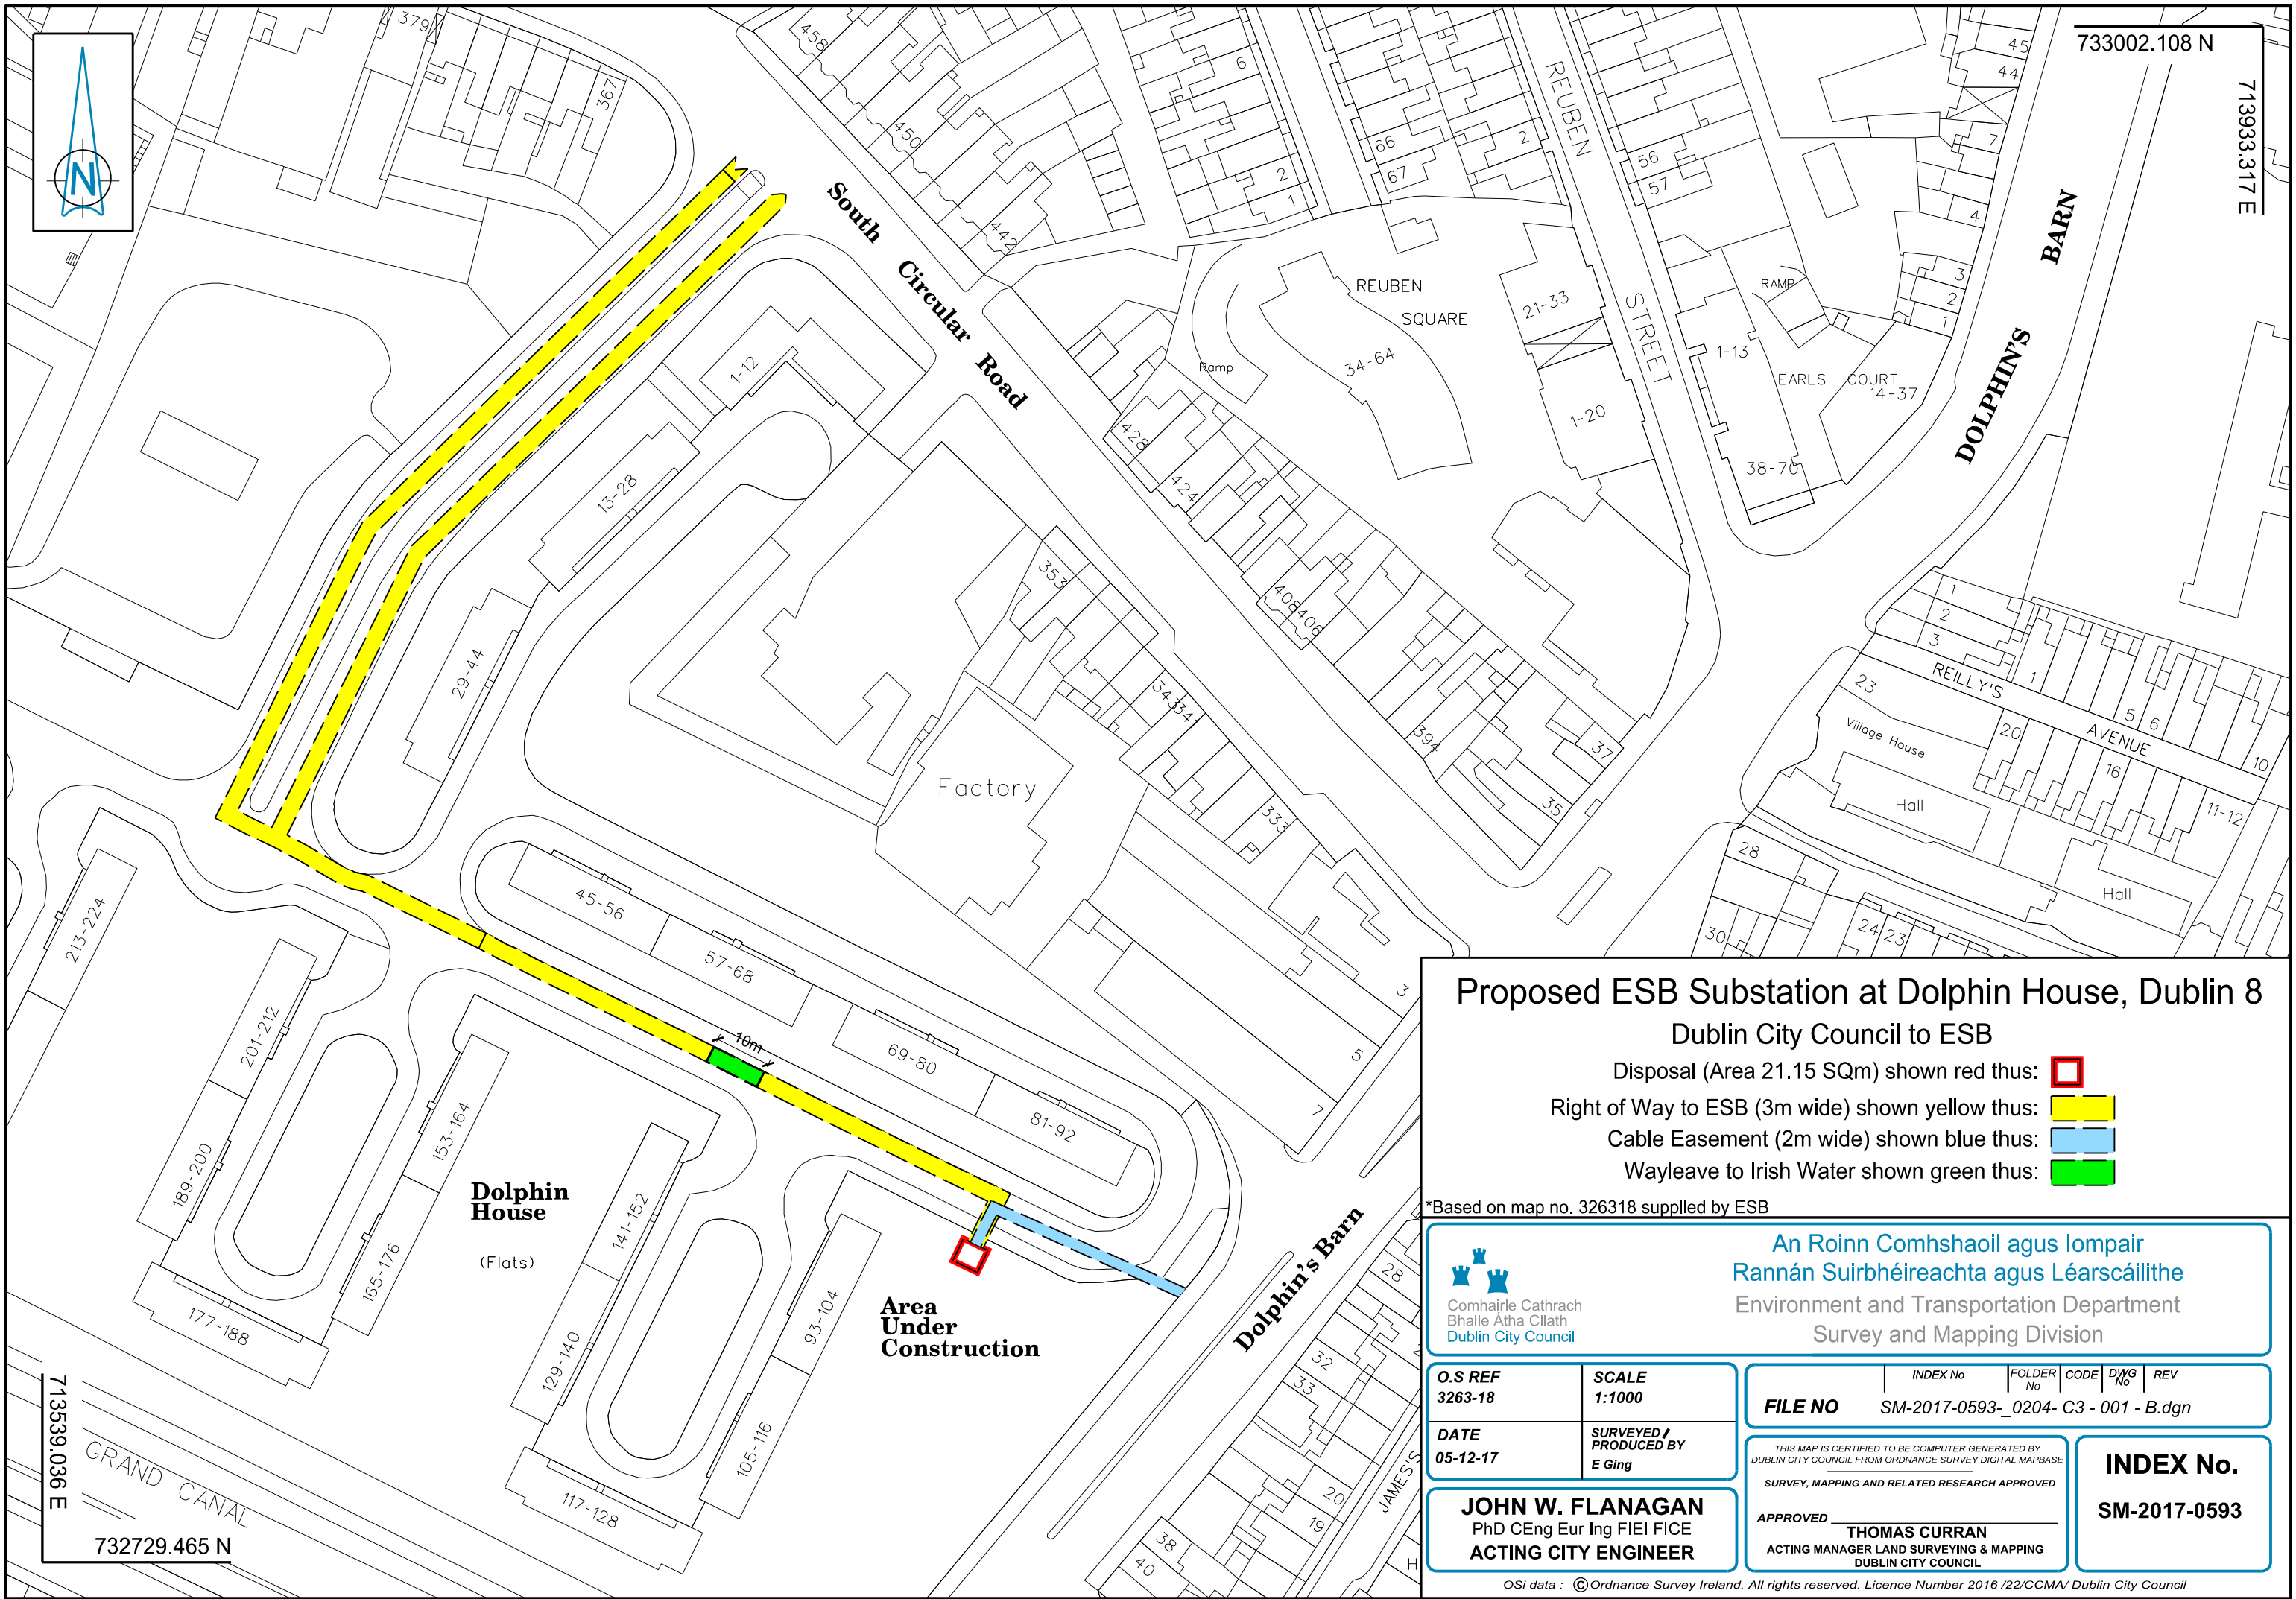 379
367
458
450
442
6
2
1
66
67
2
REUBEN
STREET
56
57
45
44
7
4
3
2
1
733002.108 N
713933.317 E
N
South Circular Road
REUBEN
SQUARE
34-64
Ramp
21-33
1-20
1-13
RAMP
EARLS COURT
14-37
38-70
DOLPHIN'S BARN
1-12
13-28
29-44
428
424
408
406
394
353
343
341
333
37
35
Factory
1
2
3
REILLY'S AVENUE
1
5
6
10
23
Village House
20
16
11-12
Hall
Hall
28
30
24
23
3
5
7
213-224
201-212
189-200
177-188
165-176
153-164
45-56
57-68
69-80
81-92
10m
Dolphin
House
(Flats)
141-152
129-140
117-128
105-116
93-104
Area
Under
Construction
Dolphin's Barn
28
32
33
20
19
38
40
JAMES'S
GRAND CANAL
713539.036 E
732729.465 N
Proposed ESB Substation at Dolphin House, Dublin 8
Dublin City Council to ESB
Disposal (Area 21.15 SQm) shown red thus:
Right of Way to ESB (3m wide) shown yellow thus:
Cable Easement (2m wide) shown blue thus:
Wayleave to Irish Water shown green thus:
*Based on map no. 326318 supplied by ESB
Comhairle Cathrach
Bhaile Átha Cliath
Dublin City Council
An Roinn Comhshaoil agus Iompair
Rannán Suirbhéireachta agus Léarscáilithe
Environment and Transportation Department
Survey and Mapping Division
O.S REF
3263-18
SCALE
1:1000
DATE
05-12-17
SURVEYED /
PRODUCED BY
E Ging
INDEX No FOLDER No CODE DWG No REV
FILE NO SM-2017-0593-_0204- C3 - 001 - B.dgn
JOHN W. FLANAGAN
PhD CEng Eur Ing FIEI FICE
ACTING CITY ENGINEER
THIS MAP IS CERTIFIED TO BE COMPUTER GENERATED BY
DUBLIN CITY COUNCIL FROM ORDNANCE SURVEY DIGITAL MAPBASE
SURVEY, MAPPING AND RELATED RESEARCH APPROVED
APPROVED
THOMAS CURRAN
ACTING MANAGER LAND SURVEYING & MAPPING
DUBLIN CITY COUNCIL
INDEX No.
SM-2017-0593
OSi data : ©Ordnance Survey Ireland. All rights reserved. Licence Number 2016 /22/CCMA/ Dublin City Council